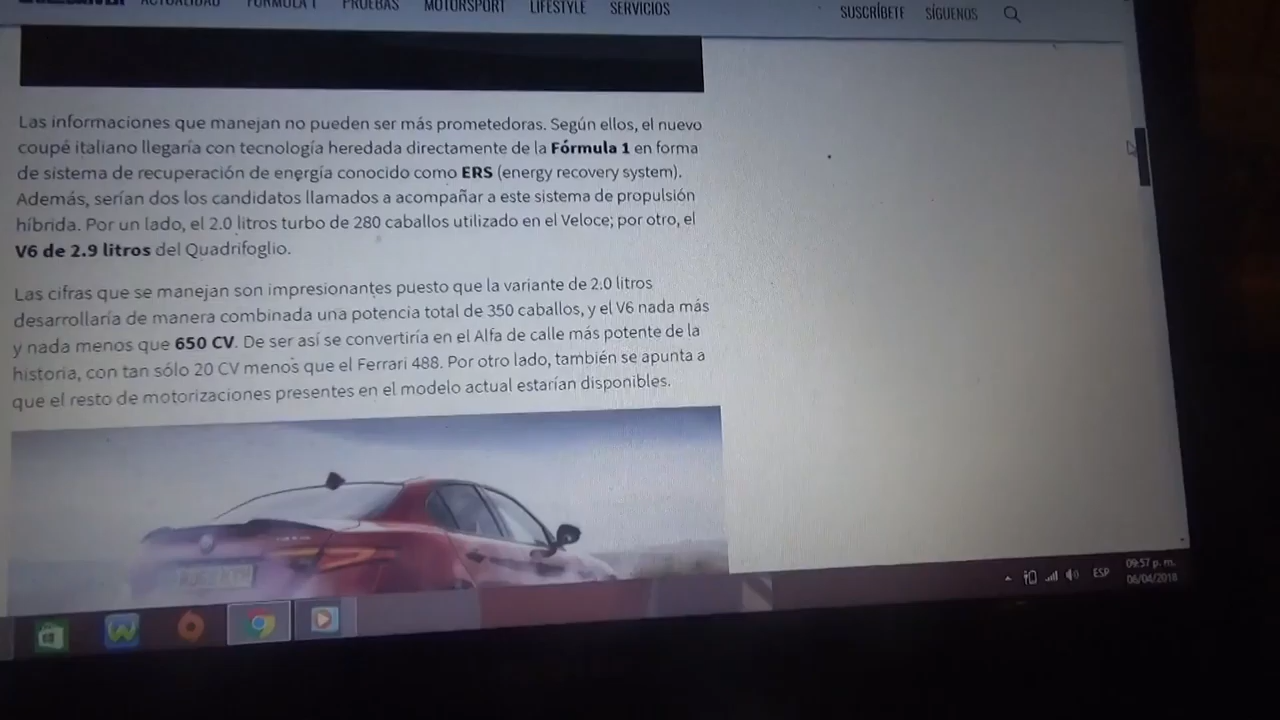 ACTUALIDAD FÓRMULA 1 PRUEBAS MOTORSPORT LIFESTYLE SERVICIOS SUSCRÍBETE SÍGUENOS
Las informaciones que manejan no pueden ser más prometedoras. Según ellos, el nuevo
coupé italiano llegaría con tecnología heredada directamente de la Fórmula 1 en forma
de sistema de recuperación de energía conocido como ERS (energy recovery system).
Además, serían dos los candidatos llamados a acompañar a este sistema de propulsión
híbrida. Por un lado, el 2.0 litros turbo de 280 caballos utilizado en el Veloce; por otro, el
V6 de 2.9 litros del Quadrifoglio.
Las cifras que se manejan son impresionantes puesto que la variante de 2.0 litros
desarrollaría de manera combinada una potencia total de 350 caballos, y el V6 nada más
y nada menos que 650 CV. De ser así se convertiría en el Alfa de calle más potente de la
historia, con tan sólo 20 CV menos que el Ferrari 488. Por otro lado, también se apunta a
que el resto de motorizaciones presentes en el modelo actual estarían disponibles.
ESP
09:57 p. m.
06/04/2018